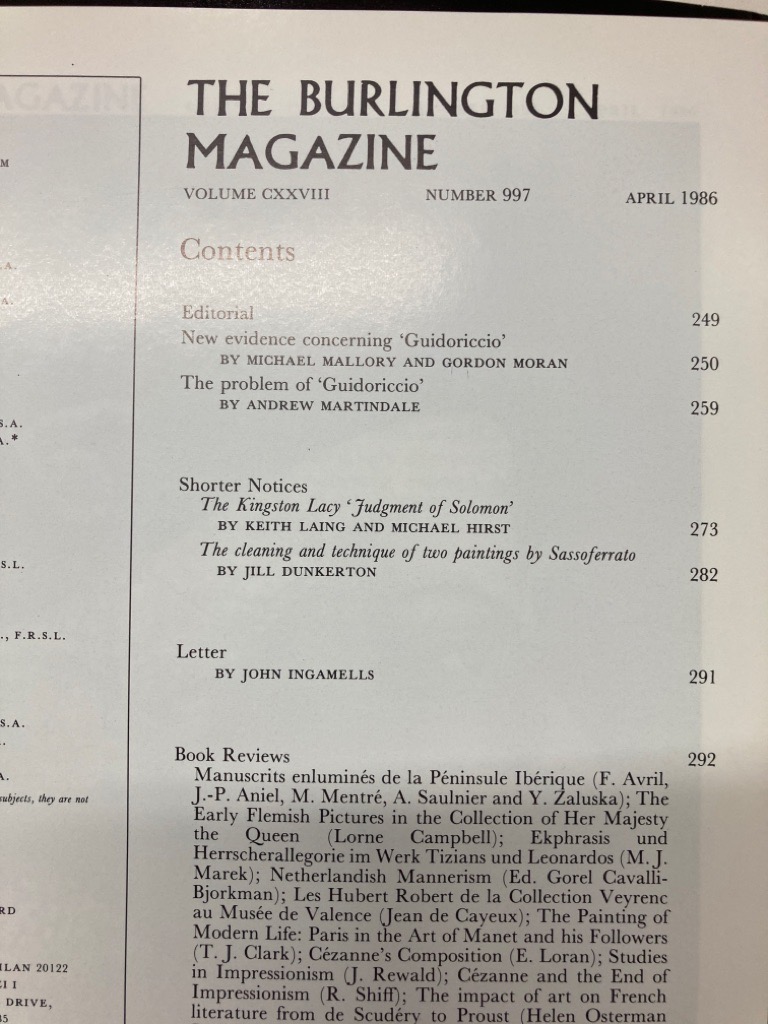 THE BURLINGTON
MAGAZINE
VOLUME CXXVIII NUMBER 997 APRIL 1986
Contents
Editorial 249
New evidence concerning ‘Guidoriccio’
BY MICHAEL MALLORY AND GORDON MORAN 250
The problem of ‘Guidoriccio’
BY ANDREW MARTINDALE 259
Shorter Notices
The Kingston Lacy ‘Judgment of Solomon’
BY KEITH LAING AND MICHAEL HIRST 273
The cleaning and technique of two paintings by Sassoferrato
BY JILL DUNKERTON 282
Letter
BY JOHN INGAMELLS 291
Book Reviews 292
Manuscrits enluminés de la Péninsule Ibérique (F. Avril,
J.-P. Aniel, M. Mentré, A. Saulnier and Y. Zaluska); The
Early Flemish Pictures in the Collection of Her Majesty
the Queen (Lorne Campbell); Ekphrasis und
Herrscherallegorie im Werk Tizians und Leonardos (M. J.
Marek); Netherlandish Mannerism (Ed. Gorel Cavalli-
Bjorkman); Les Hubert Robert de la Collection Veyrenc
au Musée de Valence (Jean de Cayeux); The Painting of
Modern Life: Paris in the Art of Manet and his Followers
(T. J. Clark); Cézanne's Composition (E. Loran); Studies
in Impressionism (J. Rewald); Cézanne and the End of
Impressionism (R. Shiff); The impact of art on French
literature from de Scudéry to Proust (Helen Osterman
M
.A.
A.
S.A.
A.*
S.L.
., F.R.S.L.
S.A.
A.
subjects, they are not
RD
ILAN 20122
EI I
DRIVE,